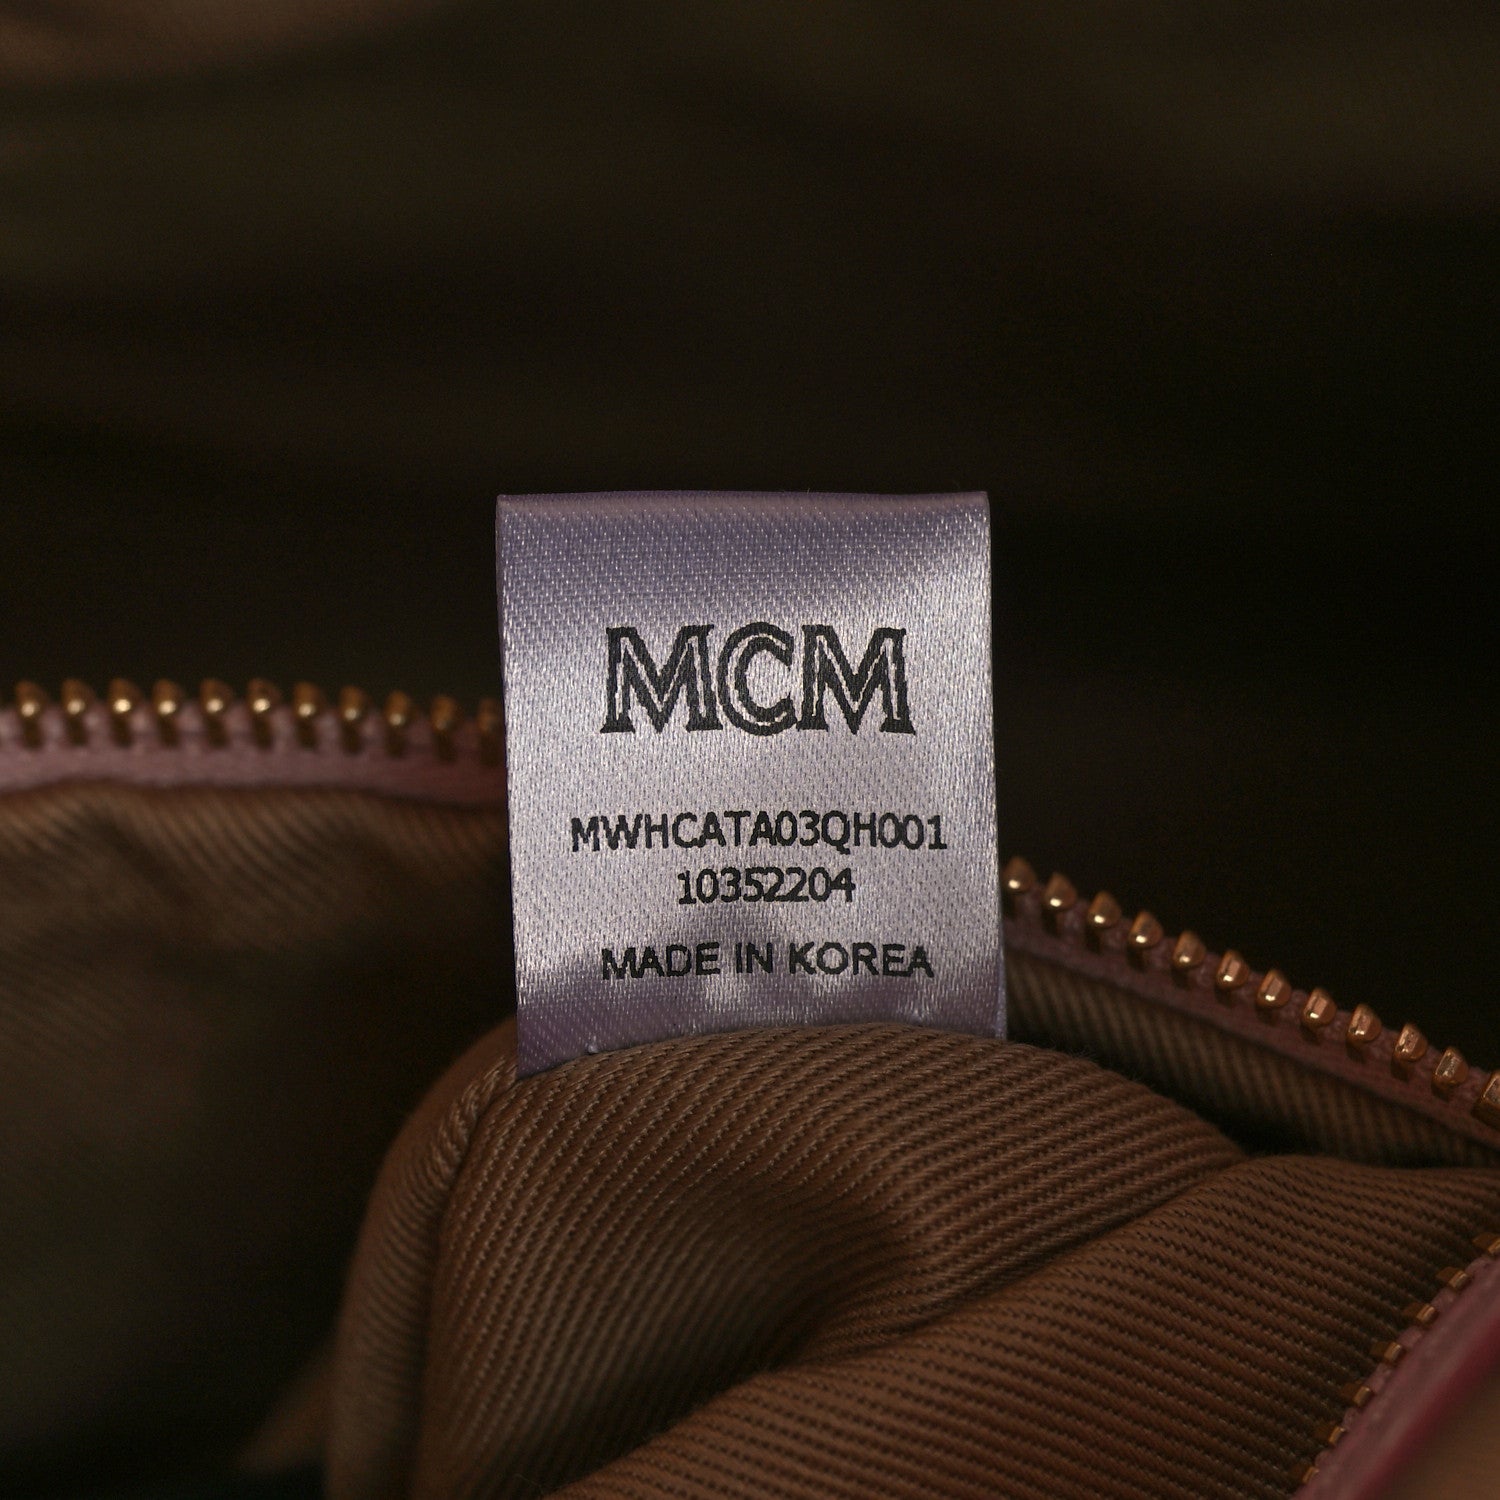 MCM
MWHCATA03QH001
10352204
MADE IN KOREA